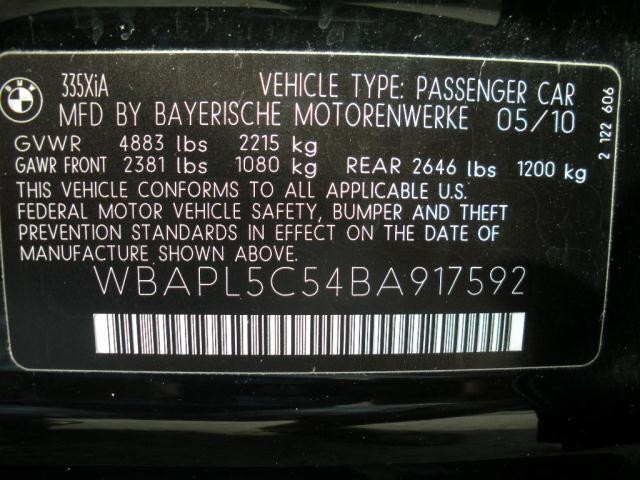 BMW
335XiA VEHICLE TYPE: PASSENGER CAR
MFD BY BAYERISCHE MOTORENWERKE 05/10
GVWR 4883 lbs 2215 kg
GAWR FRONT 2381 lbs 1080 kg REAR 2646 lbs 1200 kg
THIS VEHICLE CONFORMS TO ALL APPLICABLE U.S.
FEDERAL MOTOR VEHICLE SAFETY, BUMPER AND THEFT
PREVENTION STANDARDS IN EFFECT ON THE DATE OF
MANUFACTURE SHOWN ABOVE.
WBAPL5C54BA917592
2 122 606